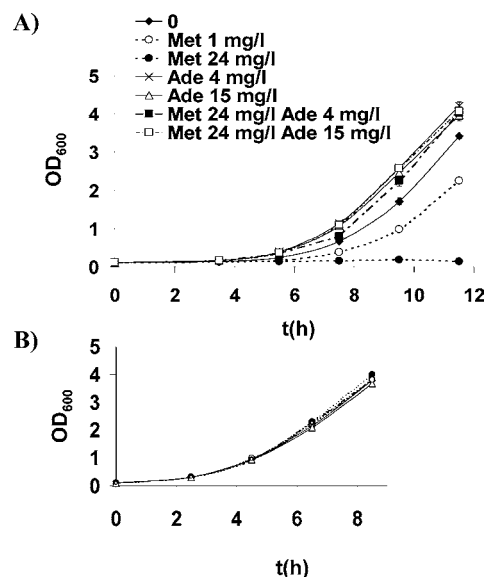 A)
0
Met 1 mg/l
Met 24 mg/l
Ade 4 mg/l
Ade 15 mg/l
Met 24 mg/l Ade 4 mg/l
Met 24 mg/l Ade 15 mg/l
5
4
3
2
1
0
OD600
0 2 4 6 8 10 12
t(h)
B)
5
4
3
2
1
0
OD600
0 2 4 6 8
t(h)